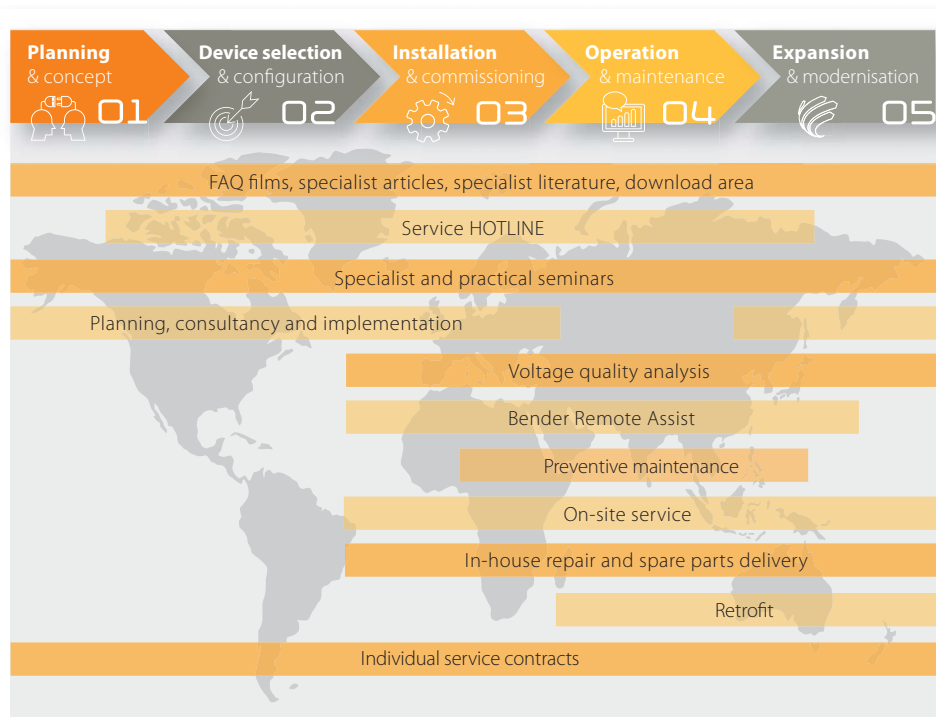 Planning
& concept
01
Device selection
& configuration
02
Installation
& commissioning
03
Operation
& maintenance
04
Expansion
& modernisation
05
FAQ films, specialist articles, specialist literature, download area
Service HOTLINE
Specialist and practical seminars
Planning, consultancy and implementation
Voltage quality analysis
Bender Remote Assist
Preventive maintenance
On-site service
In-house repair and spare parts delivery
Retrofit
Individual service contracts